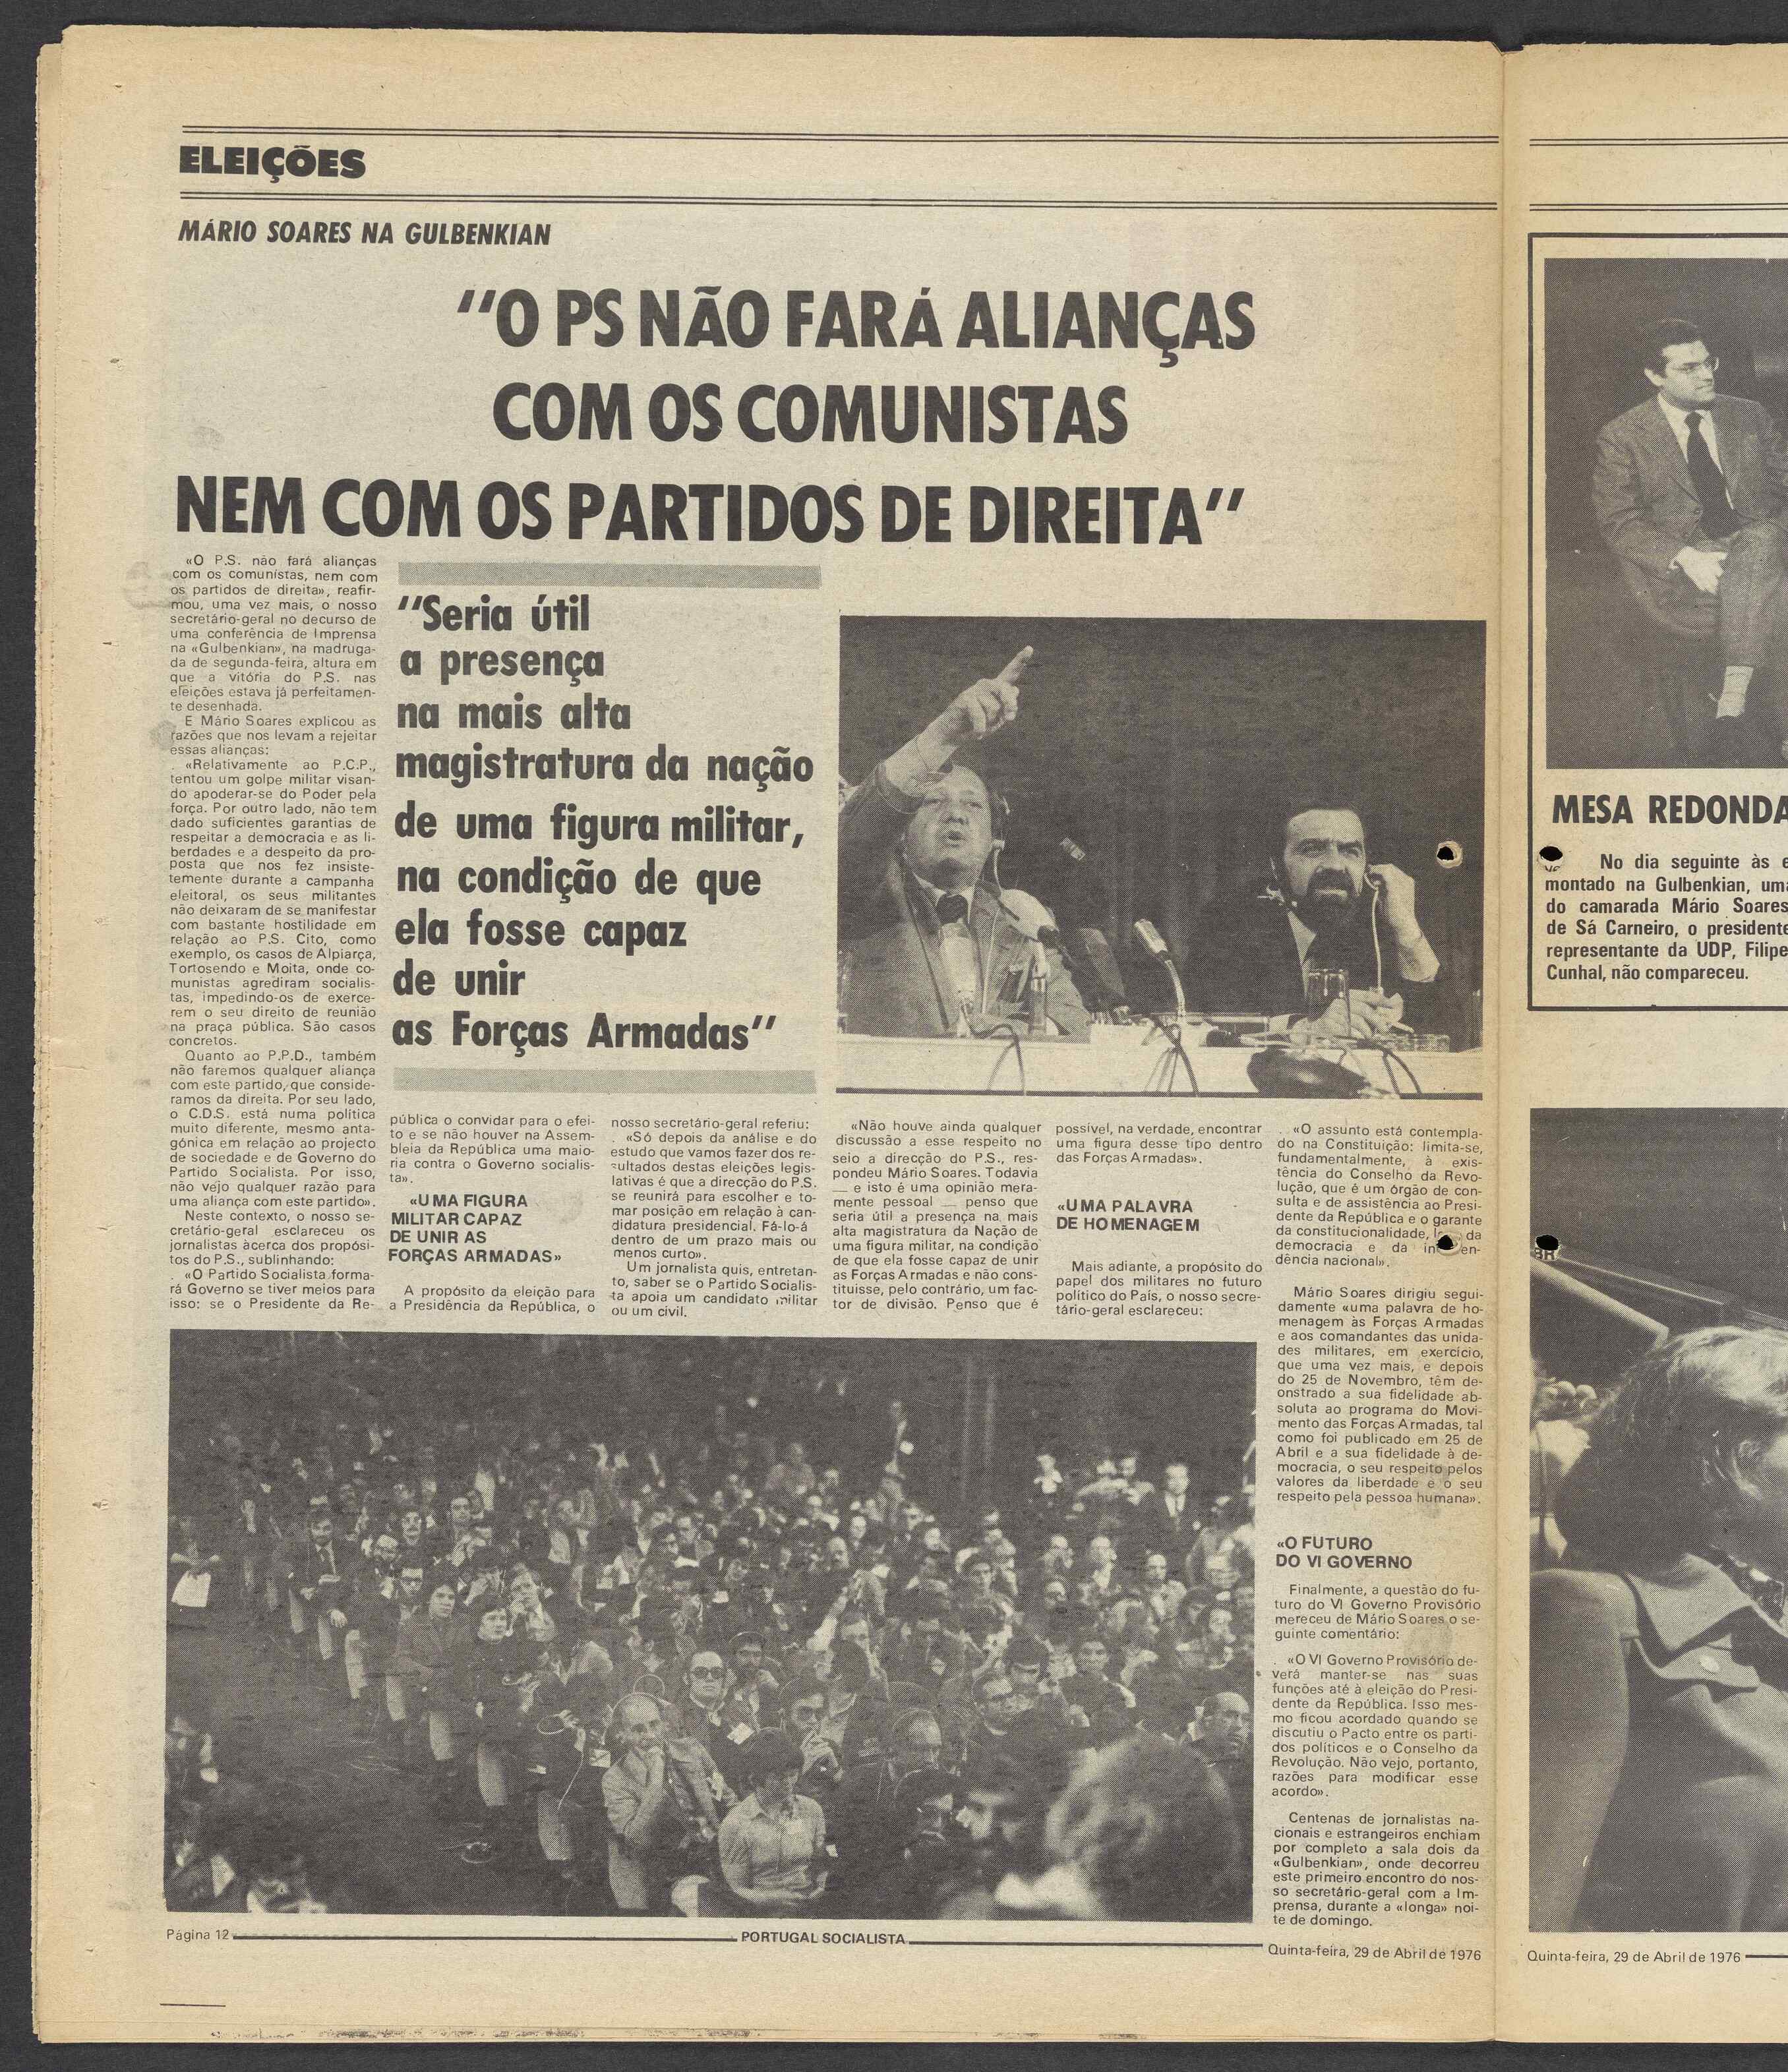 ELEIÇÕES
MÁRIO SOARES NA GULBENKIAN
"O PS NÃO FARÁ ALIANÇAS
COM OS COMUNISTAS
NEM COM OS PARTIDOS DE DIREITA"
«O P.S. não fará alianças
com os comunistas, nem com
os partidos de direita», reafir-
mou, uma vez mais, o nosso
secretário-geral no decurso de
uma conferência de Imprensa
na «Gulbenkian», na madruga-
da de segunda-feira, altura em
que a vitória do P.S. nas
eleições estava já perfeitamen-
te desenhada.
E Mário Soares explicou as
razões que nos levam a rejeitar
essas alianças:
«Relativamente ao P.C.P.,
tentou um golpe militar visan-
do apoderar-se do Poder pela
força. Por outro lado, não tem
dado suficientes garantias de
respeitar a democracia e as li-
berdades e a despeito da pro-
posta que nos fez insiste-
temente durante a campanha
eleitoral, os seus militantes
não deixaram de se manifestar
com bastante hostilidade em
relação ao P.S. Cito, como
exemplo, os casos de Alpiarça,
Tortosendo e Moita, onde co-
munistas agrediram socialis-
tas, impedindo-os de exerce-
rem o seu direito de reunião
na praça pública. São casos
concretos.
Quanto ao P.P.D., também
não faremos qualquer aliança
com este partido, que conside-
ramos da direita. Por seu lado,
o C.D.S. está numa política
muito diferente, mesmo anta-
gónica em relação ao projecto
de sociedade e de Governo do
Partido Socialista. Por isso,
não vejo qualquer razão para
uma aliança com este partido».
Neste contexto, o nosso se-
cretário-geral esclareceu os
jornalistas àcerca dos propósi-
tos do P.S., sublinhando:
«O Partido Socialista forma-
rá Governo se tiver meios para
isso: se o Presidente da Re-
"Seria útil
a presença
na mais alta
magistratura da nação
de uma figura militar,
na condição de que
ela fosse capaz
de unir
as Forças Armadas"
pública o convidar para o efei-
to e se não houver na Assem-
bleia da República uma maio-
ria contra o Governo socialis-
ta».
«UMA FIGURA
MILITAR CAPAZ
DE UNIR AS
FORÇAS ARMADAS»
A propósito da eleição para
a Presidência da República, o
nosso secretário-geral referiu:
«Só depois da análise e do
estudo que vamos fazer dos re-
sultados destas eleições legis-
lativas é que a direcção do P.S.
se reunirá para escolher e to-
mar posição em relação à can-
didatura presidencial. Fá-lo-á
dentro de um prazo mais ou
menos curto».
Um jornalista quis, entretan-
to, saber se o Partido Socialis-
ta apoia um candidato militar
ou um civil.
«Não houve ainda qualquer
discussão a esse respeito no
seio a direcção do P.S., res-
pondeu Mário Soares. Todavia
— e isto é uma opinião mera-
mente pessoal — penso que
seria útil a presença na mais
alta magistratura da Nação de
uma figura militar, na condição
de que ela fosse capaz de unir
as Forças Armadas e não cons-
tituisse, pelo contrário, um fac-
tor de divisão. Penso que é
possível, na verdade, encontrar
uma figura desse tipo dentro
das Forças Armadas».
«UMA PALAVRA
DE HOMENAGEM
Mais adiante, a propósito do
papel dos militares no futuro
político do País, o nosso secre-
tário-geral esclareceu:
«O assunto está contempla-
do na Constituição: limita-se,
fundamentalmente, à exis-
tência do Conselho da Revo-
lução, que é um órgão de con-
sulta e de assistência ao Presi-
dente da República e o garante
da constitucionalidade, da
democracia e da in en-
dência nacional».
Mário Soares dirigiu segui-
damente «uma palavra de ho-
menagem às Forças Armadas
e aos comandantes das unida-
des militares, em exercício,
que uma vez mais, e depois
do 25 de Novembro, têm de-
onstrado a sua fidelidade ab-
soluta ao programa do Movi-
mento das Forças Armadas, tal
como foi publicado em 25 de
Abril e a sua fidelidade à de-
mocracia, o seu respeito pelos
valores da liberdade e o seu
respeito pela pessoa humana».
«O FUTURO
DO VI GOVERNO
Finalmente, a questão do fu-
turo do VI Governo Provisório
mereceu de Mário Soares o se-
guinte comentário:
«O VI Governo Provisório de-
verá manter-se nas suas
funções até à eleição do Presi-
dente da República. Isso mes-
mo ficou acordado quando se
discutiu o Pacto entre os parti-
dos políticos e o Conselho da
Revolução. Não vejo, portanto,
razões para modificar esse
acordo».
Centenas de jornalistas na-
cionais e estrangeiros enchiam
por completo a sala dois da
«Gulbenkian», onde decorreu
este primeiro encontro do nos-
so secretário-geral com a Im-
prensa, durante a «longa» noi-
te de domingo.
Página 12
PORTUGAL SOCIALISTA
Quinta-feira, 29 de Abril de 1976
MESA REDONDA
No dia seguinte às e
montado na Gulbenkian, uma
do camarada Mário Soares
de Sá Carneiro, o presidente
representante da UDP, Filipe
Cunhal, não compareceu.
BR
Quinta-feira, 29 de Abril de 1976